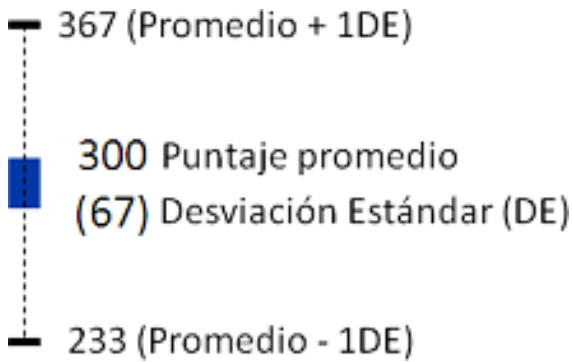 367 (Promedio + 1DE)
300 Puntaje promedio
(67) Desviación Estándar (DE)
233 (Promedio - 1DE)